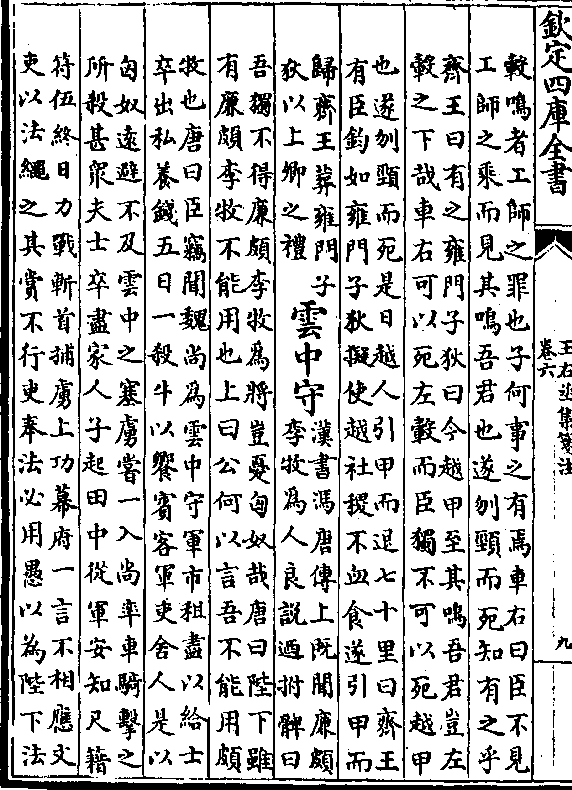 欽定四庫全書
王右丞集箋注
卷六
九
轂鳴者工師之罪也子何事之有焉車右曰臣不見
工師之乘而見其鳴吾君也遂刎頸而死知有之乎
齊王曰有之雍門子狄曰今越甲至其鳴吾君豈左
轂之下哉車右可以死左轂而臣獨不可以死越甲
也遂刎頸而死是日越人引甲而退七十里曰齊王
有臣鈞如雍門子狄擬使越社稷不血食遂引甲而
歸齊王葬雍門子
狄以上卿之禮
雲中守
漢書馮唐傳上既聞廉頗
李牧爲人良説迺拊髀曰
吾獨不得廉頗李牧爲將豈憂匈奴哉唐曰陛下雖
有廉頗李牧不能用也上曰公何以言吾不能用頗
牧也唐曰臣竊聞魏尚爲雲中守軍市租盡以給士
卒出私養錢五日一殺牛以饗賓客軍吏舍人是以
匈奴遠避不及雲中之塞虜嘗一入尚率車騎擊之
所殺甚衆夫士卒盡家人子起田中從軍安知尺籍
符伍終日力戰斬首捕虜上功幕府一言不相應文
吏以法繩之其賞不行吏奉法必用愚以為陛下法